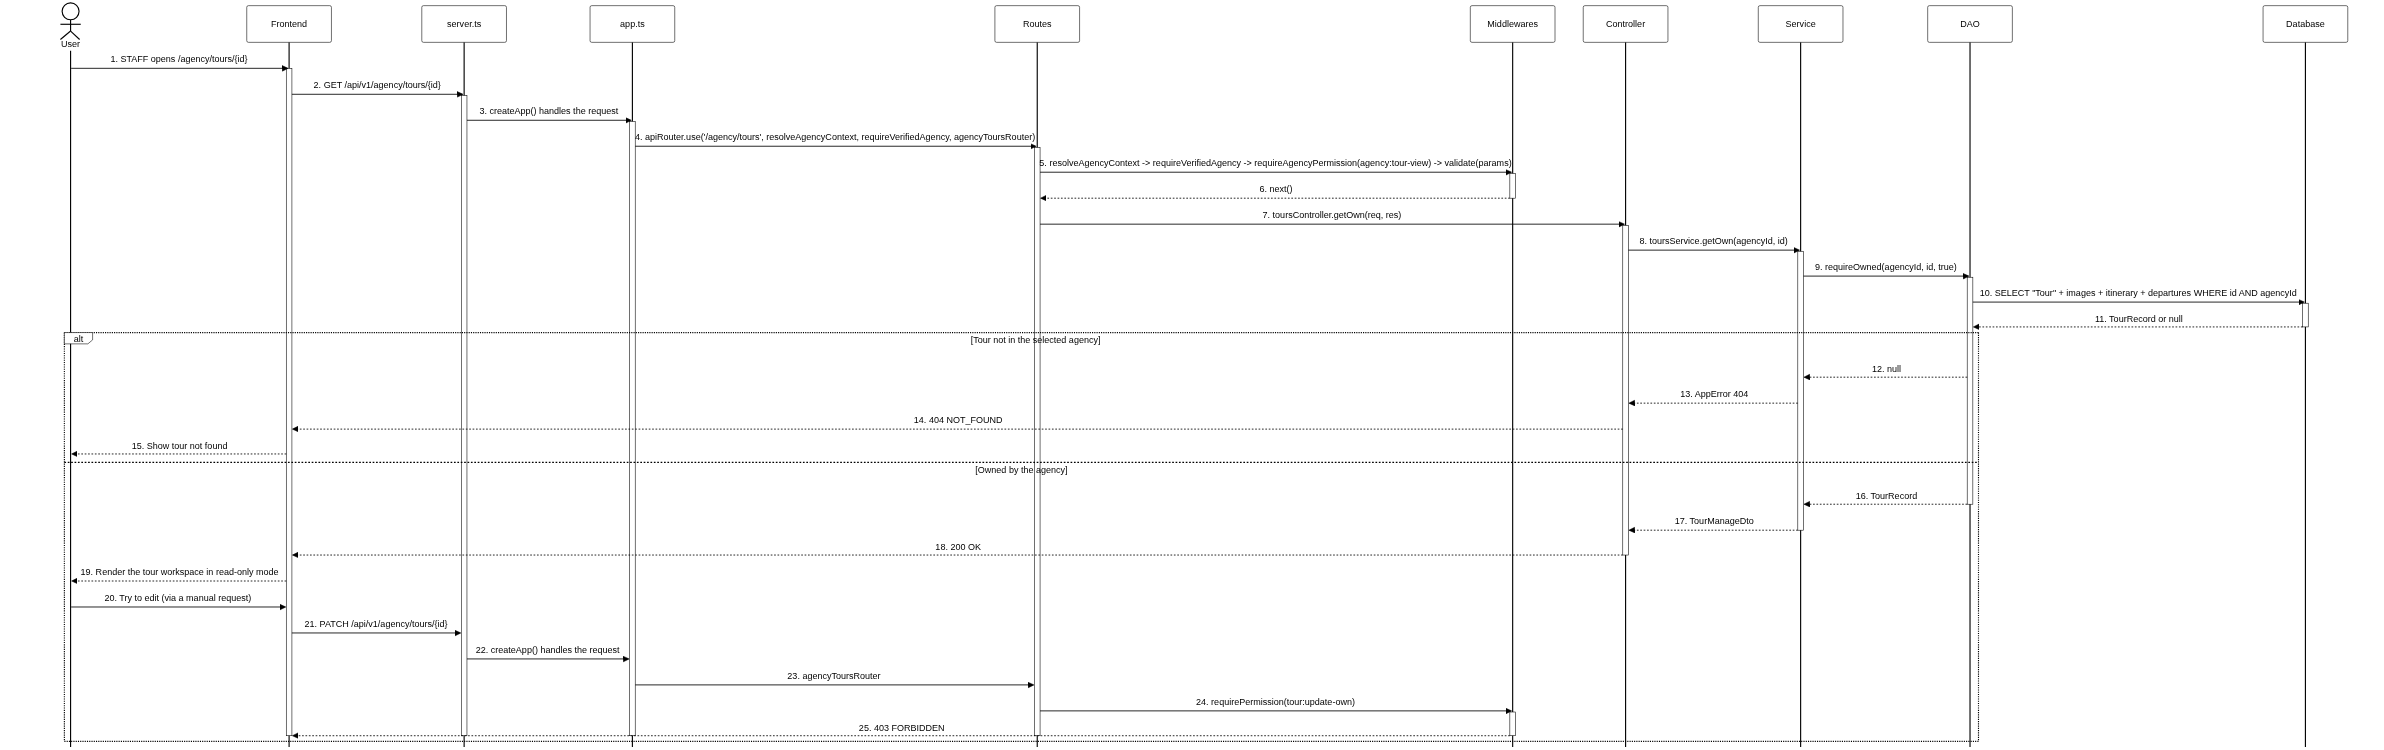 User
Frontend
server.ts
app.ts
Routes
Middlewares
Controller
Service
DAO
Database
1. STAFF opens /agency/tours/{id}
2. GET /api/v1/agency/tours/{id}
3. createApp() handles the request
4. apiRouter.use('/agency/tours', resolveAgencyContext, requireVerifiedAgency, agencyToursRouter)
5. resolveAgencyContext -> requireVerifiedAgency -> requireAgencyPermission(agency:tour-view) -> validate(params)
6. next()
7. toursController.getOwn(req, res)
8. toursService.getOwn(agencyId, id)
9. requireOwned(agencyId, id, true)
10. SELECT "Tour" + images + itinerary + departures WHERE id AND agencyId
11. TourRecord or null
alt
[Tour not in the selected agency]
12. null
13. AppError 404
14. 404 NOT_FOUND
15. Show tour not found
[Owned by the agency]
16. TourRecord
17. TourManageDto
18. 200 OK
19. Render the tour workspace in read-only mode
20. Try to edit (via a manual request)
21. PATCH /api/v1/agency/tours/{id}
22. createApp() handles the request
23. agencyToursRouter
24. requirePermission(tour:update-own)
25. 403 FORBIDDEN